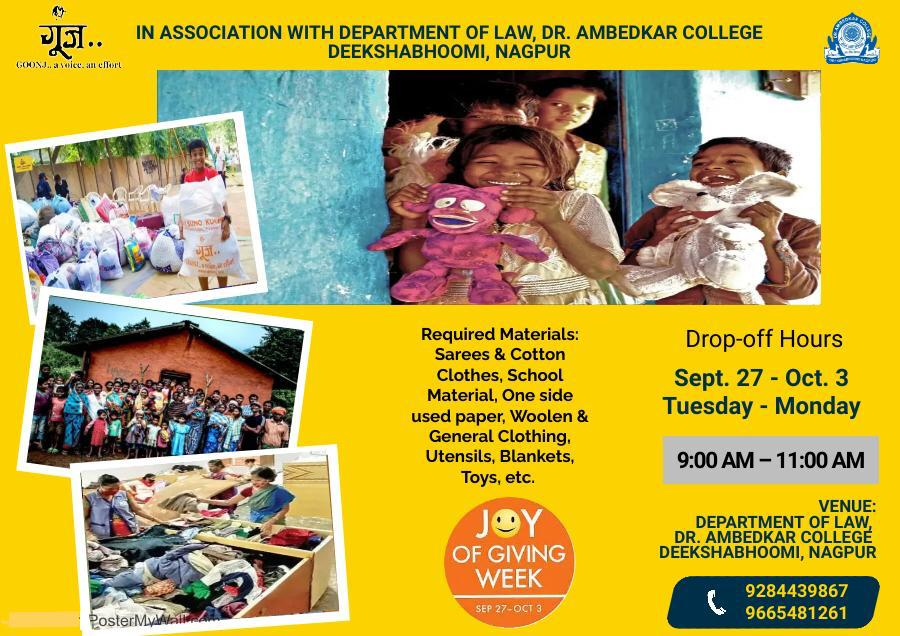 गूंज..
GOONJ.. a voice, an effort
IN ASSOCIATION WITH DEPARTMENT OF LAW, DR. AMBEDKAR COLLEGE
DEEKSHABHOOMI, NAGPUR
गूंज..
Required Materials:
Sarees & Cotton
Clothes, School
Material, One side
used paper, Woolen &
General Clothing,
Utensils, Blankets,
Toys, etc.
JOY
OF GIVING
WEEK
SEP 27-OCT 3
Drop-off Hours
Sept. 27 - Oct. 3
Tuesday - Monday
9:00 AM – 11:00 AM
VENUE:
DEPARTMENT OF LAW,
DR. AMBEDKAR COLLEGE
DEEKSHABHOOMI, NAGPUR
9284439867
9665481261
PosterMyWall.com